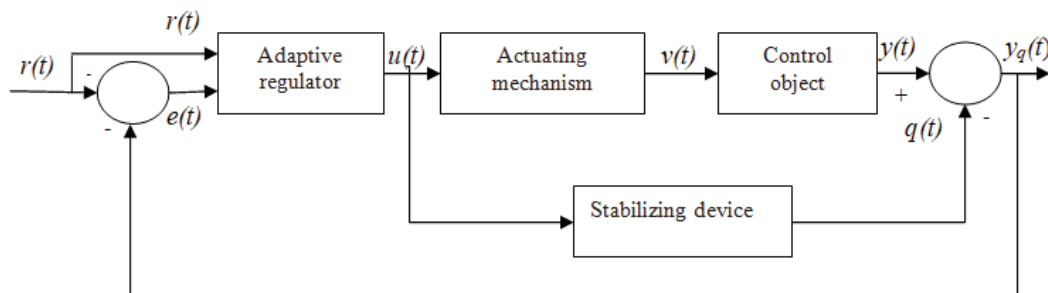 r(t)
r(t)
-
-
e(t)
Adaptive
regulator
u(t)
Actuating
mechanism
v(t)
Control
object
y(t)
+
q(t)
-
yq(t)
Stabilizing device